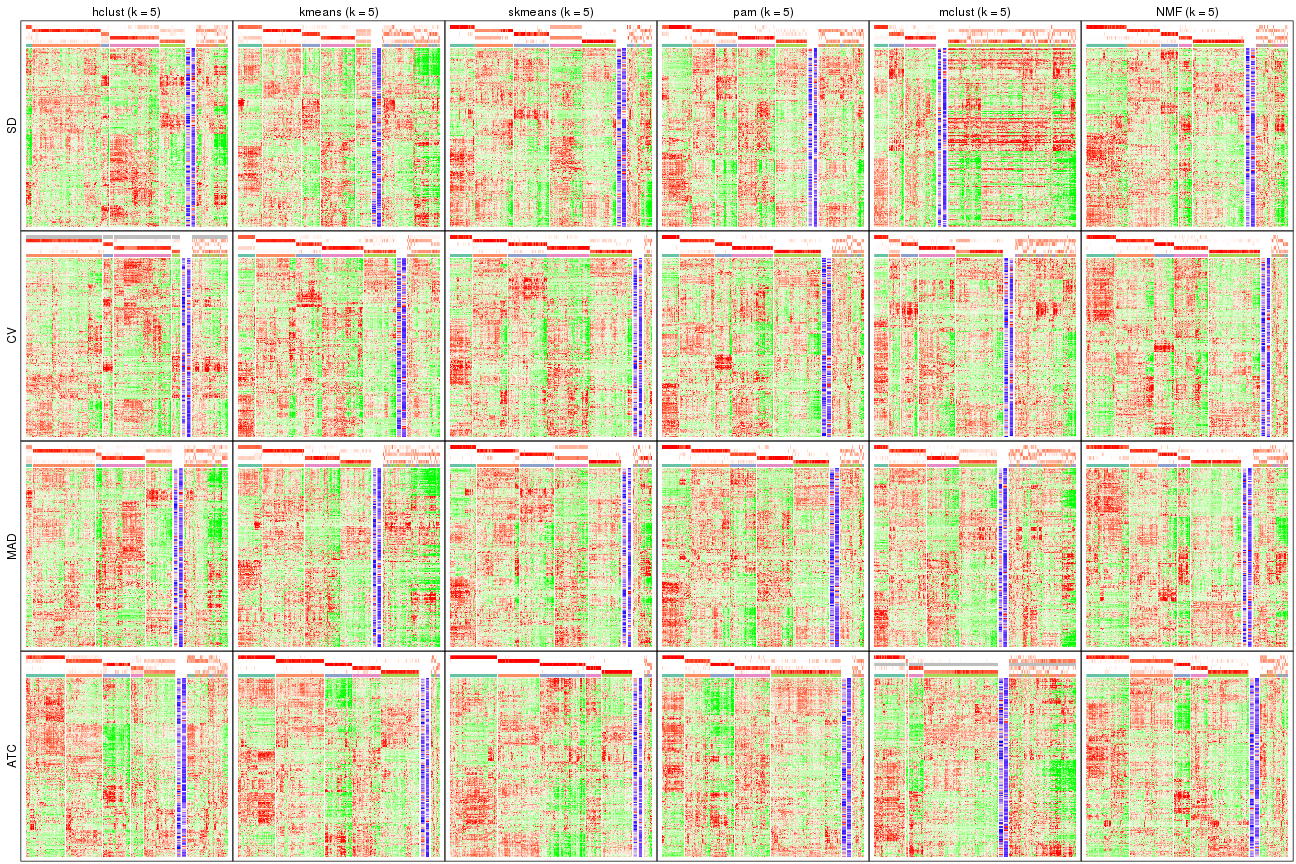 hclust (k = 5) kmeans (k = 5) skmeans (k = 5) pam (k = 5) mclust (k = 5) NMF (k = 5)
SD
CV
MAD
ATC